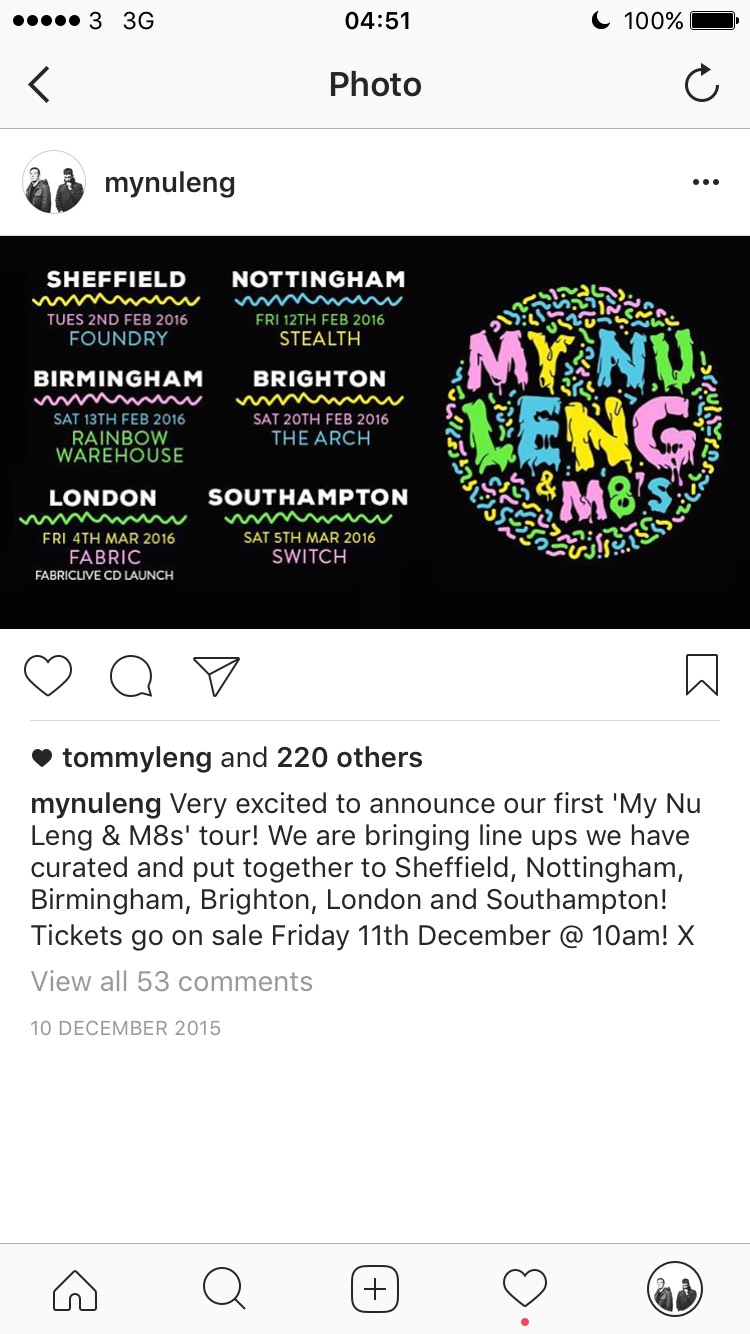 3 3G 04:51 100%
Photo
mynuleng
SHEFFIELD
TUES 2ND FEB 2016
FOUNDRY
NOTTINGHAM
FRI 12TH FEB 2016
STEALTH
BIRMINGHAM
SAT 13TH FEB 2016
RAINBOW
WAREHOUSE
BRIGHTON
SAT 20TH FEB 2016
THE ARCH
LONDON
FRI 4TH MAR 2016
FABRIC
FABRICLIVE CD LAUNCH
SOUTHAMPTON
SAT 5TH MAR 2016
SWITCH
MY NU
LENG
& M8'S
tommyleng and 220 others
mynuleng Very excited to announce our first 'My Nu
Leng & M8s' tour! We are bringing line ups we have
curated and put together to Sheffield, Nottingham,
Birmingham, Brighton, London and Southampton!
Tickets go on sale Friday 11th December @ 10am! X
View all 53 comments
10 DECEMBER 2015